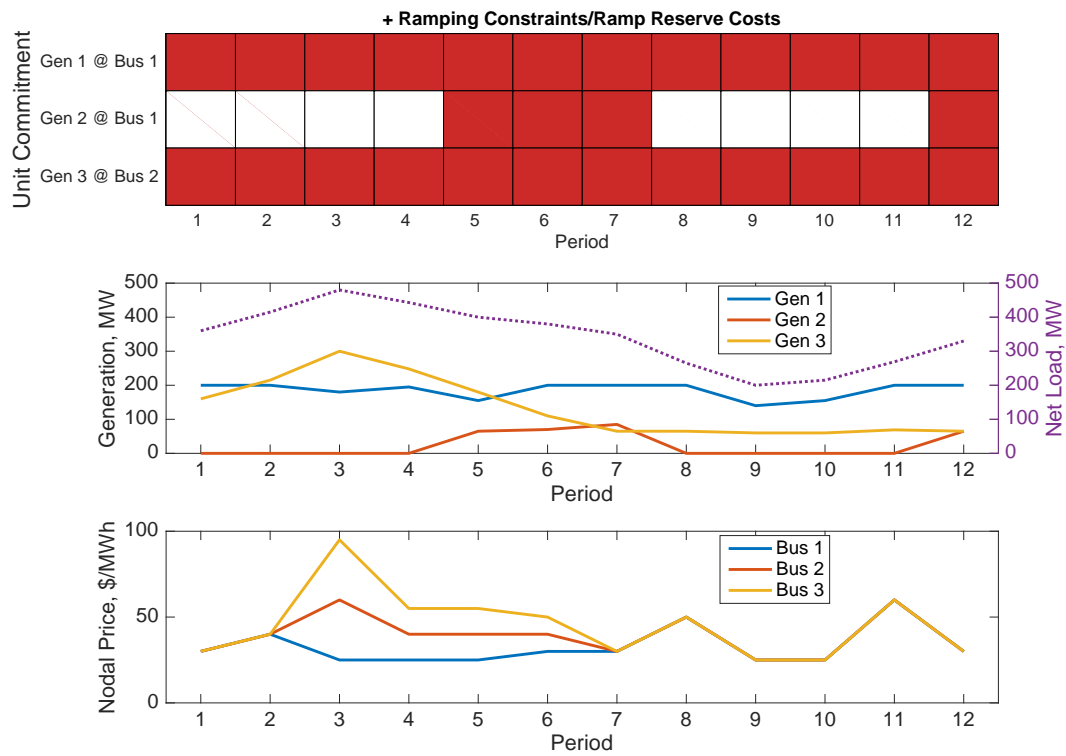 + Ramping Constraints/Ramp Reserve Costs
Unit Commitment
Gen 1 @ Bus 1
Gen 2 @ Bus 1
Gen 3 @ Bus 2
1 2 3 4 5 6 7 8 9 10 11 12
Period
Generation, MW
500
400
300
200
100
0
Gen 1
Gen 2
Gen 3
500
400
300
200
100
0
Net Load, MW
1 2 3 4 5 6 7 8 9 10 11 12
Period
Nodal Price, $/MWh
100
50
0
Bus 1
Bus 2
Bus 3
1 2 3 4 5 6 7 8 9 10 11 12
Period